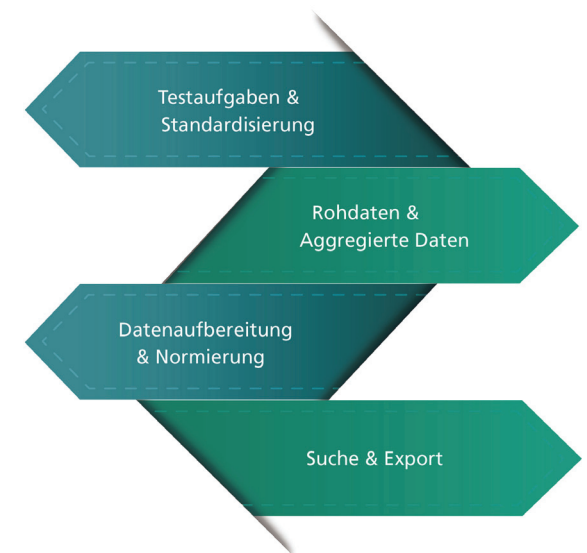 Testaufgaben &
Standardisierung
Rohdaten &
Aggregierte Daten
Datenaufbereitung
& Normierung
Suche & Export